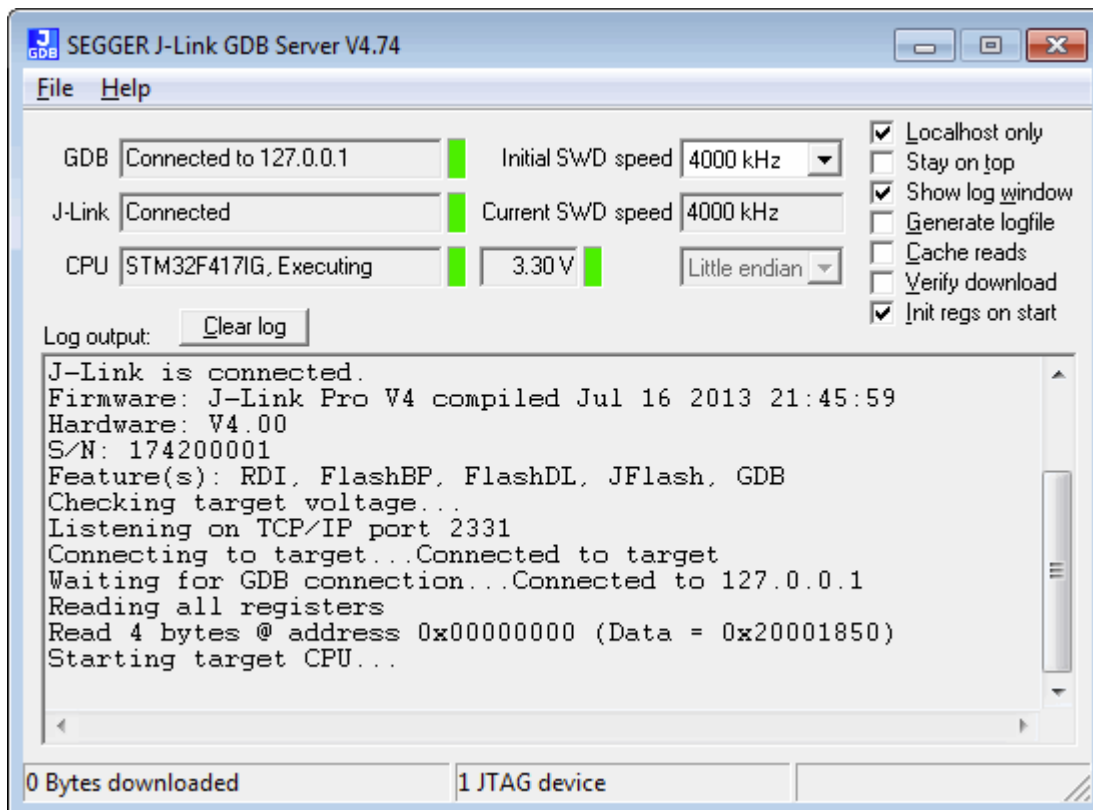 J
GDB
SEGGER J-Link GDB Server V4.74
File Help
GDB Connected to 127.0.0.1 Initial SWD speed 4000 kHz
J-Link Connected Current SWD speed 4000 kHz
CPU STM32F417IG, Executing 3.30 V Little endian
Localhost only
Stay on top
Show log window
Generate logfile
Cache reads
Verify download
Init regs on start
Log output: Clear log
J-Link is connected.
Firmware: J-Link Pro V4 compiled Jul 16 2013 21:45:59
Hardware: V4.00
S/N: 174200001
Feature(s): RDI, FlashBP, FlashDL, JFlash, GDB
Checking target voltage...
Listening on TCP/IP port 2331
Connecting to target...Connected to target
Waiting for GDB connection...Connected to 127.0.0.1
Reading all registers
Read 4 bytes @ address 0x00000000 (Data = 0x20001850)
Starting target CPU...
0 Bytes downloaded 1 JTAG device